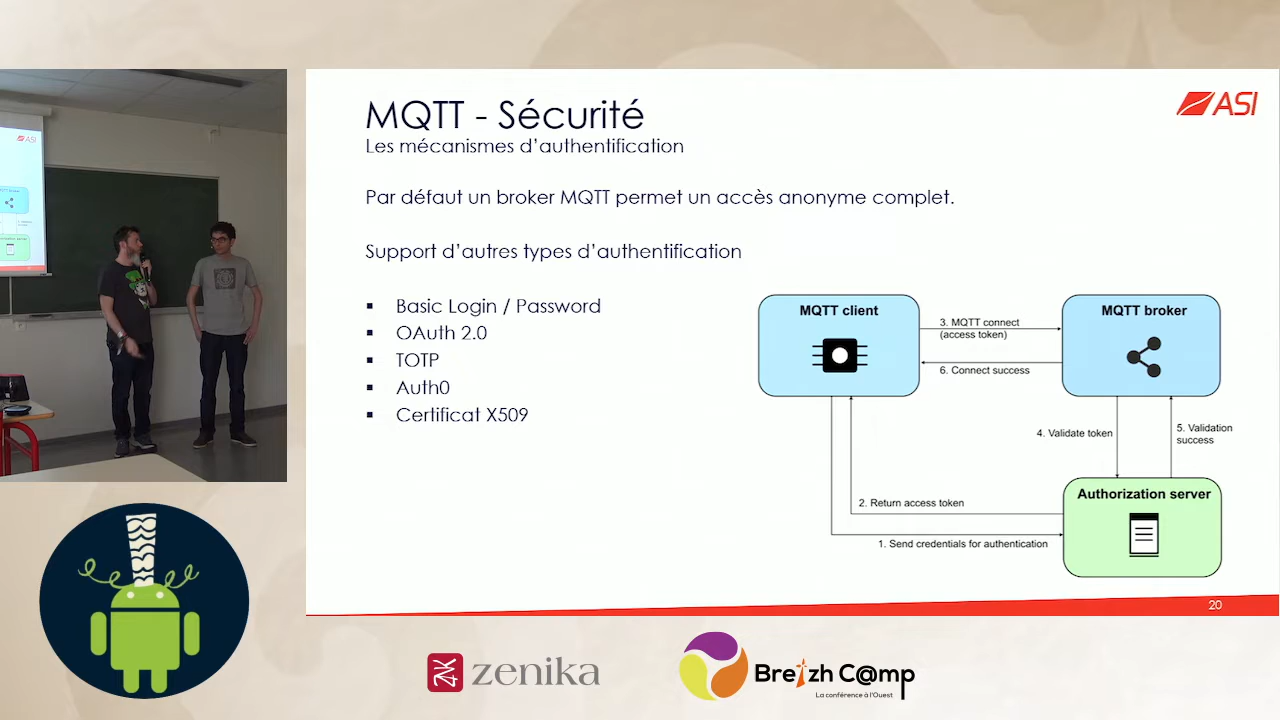 MQTT - Sécurité
Les mécanismes d'authentification
ASI
Par défaut un broker MQTT permet un accès anonyme complet.
Support d'autres types d'authentification
▪ Basic Login / Password
▪ OAuth 2.0
▪ TOTP
▪ Auth0
▪ Certificat X509
MQTT client
3. MQTT connect
(access token)
6. Connect success
MQTT broker
4. Validate token
5. Validation
success
2. Return access token
1. Send credentials for authentication
Authorization server
20
zenika
Breizh C@mp
La conférence à l'Ouest
ASI